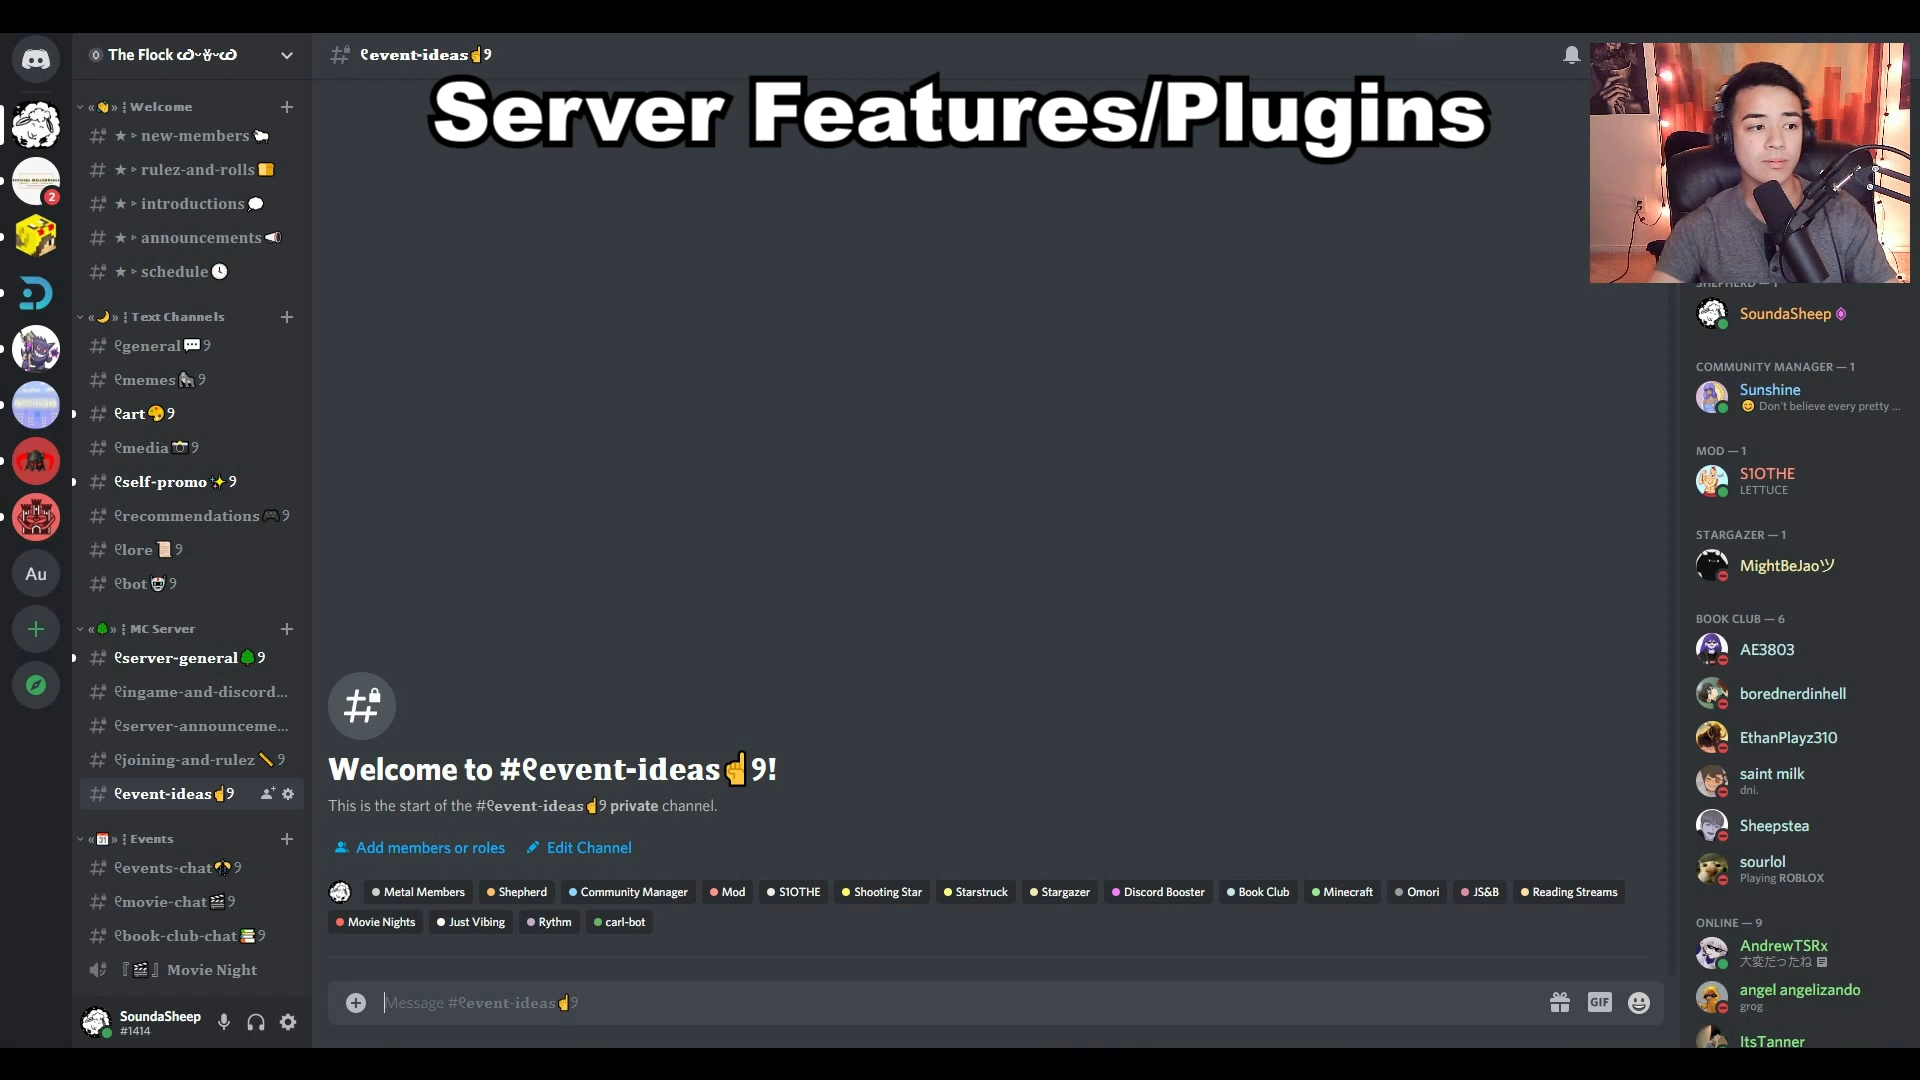 The Flock
event-ideas
9
Server Features/Plugins
Welcome
new-members
rulez-and-rolls
introductions
announcements
schedule
Text Channels
general 9
memes 9
art 9
media 9
self-promo 9
recommendations 9
lore 9
bot 9
MC Server
server-general 9
ingame-and-discord...
server-announceme...
joining-and-rulez 9
event-ideas 9
Events
events-chat 9
movie-chat 9
book-club-chat 9
『🎬』 Movie Night
SoundaSheep
#1414
2
Au
Welcome to #୧event-ideas☝9!
This is the start of the #୧event-ideas☝9 private channel.
Add members or roles
Edit Channel
Metal Members Shepherd Community Manager Mod S1OTHE Shooting Star Starstruck Stargazer Discord Booster Book Club Minecraft Omori JS&B Reading Streams
Movie Nights Just Vibing Rythm carl-bot
Message #୧event-ideas☝9
GIF
SHEPHERD — 1
SoundaSheep
COMMUNITY MANAGER — 1
Sunshine
Don't believe every pretty ...
MOD — 1
S1OTHE
LETTUCE
STARGAZER — 1
MightBeJaoツ
BOOK CLUB — 6
AE3803
borednerdinhell
EthanPlayz310
saint milk
dni.
Sheepstea
sourlol
Playing ROBLOX
ONLINE — 9
AndrewTSRx
大変だったね
angel angelizando
grog
ItsTanner